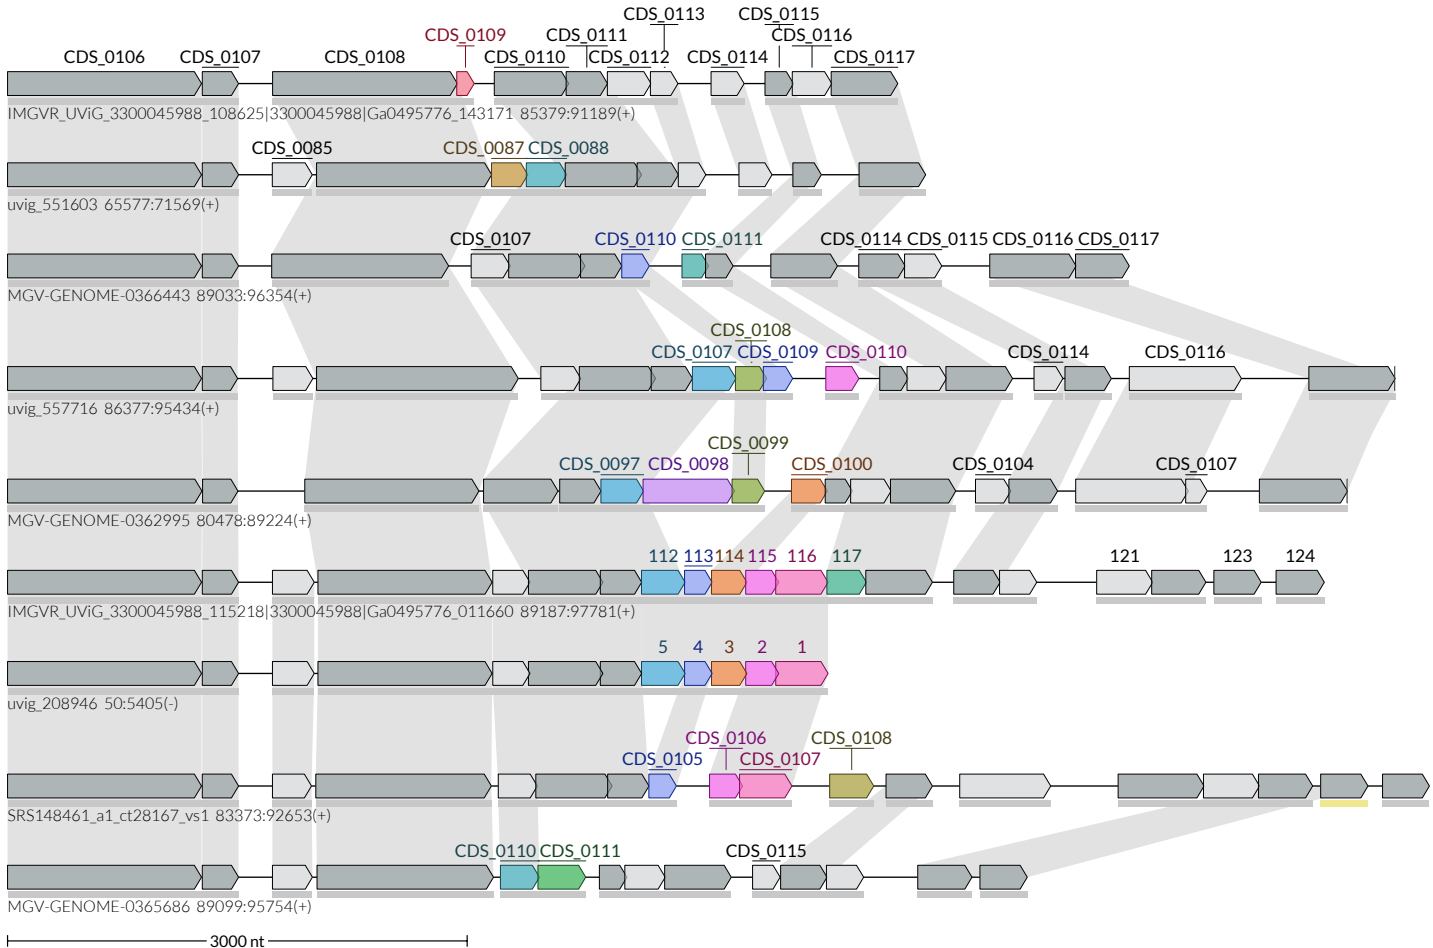 CDS_0113 CDS_0115
CDS_0109 CDS_0111 CDS_0116
CDS_0106 CDS_0107 CDS_0108 CDS_0110 CDS_0112 CDS_0114 CDS_0117
IMGVR_UViG_3300045988_108625|3300045988|Ga0495776_143171 85379:91189(+)
CDS_0085 CDS_0087 CDS_0088
uvig_551603 65577:71569(+)
CDS_0107 CDS_0110 CDS_0111 CDS_0114 CDS_0115 CDS_0116 CDS_0117
MGV-GENOME-0366443 89033:96354(+)
CDS_0108
CDS_0107 CDS_0109 CDS_0110 CDS_0114 CDS_0116
uvig_557716 86377:95434(+)
CDS_0099
CDS_0097 CDS_0098 CDS_0100 CDS_0104 CDS_0107
MGV-GENOME-0362995 80478:89224(+)
112 113 114 115 116 117 121 123 124
IMGVR_UViG_3300045988_115218|3300045988|Ga0495776_011660 89187:97781(+)
5 4 3 2 1
uvig_208946 50:5405(-)
CDS_0106 CDS_0108
CDS_0105 CDS_0107
SRS148461_a1_ct28167_vs1 83373:92653(+)
CDS_0110 CDS_0111 CDS_0115
MGV-GENOME-0365686 89099:95754(+)
3000 nt